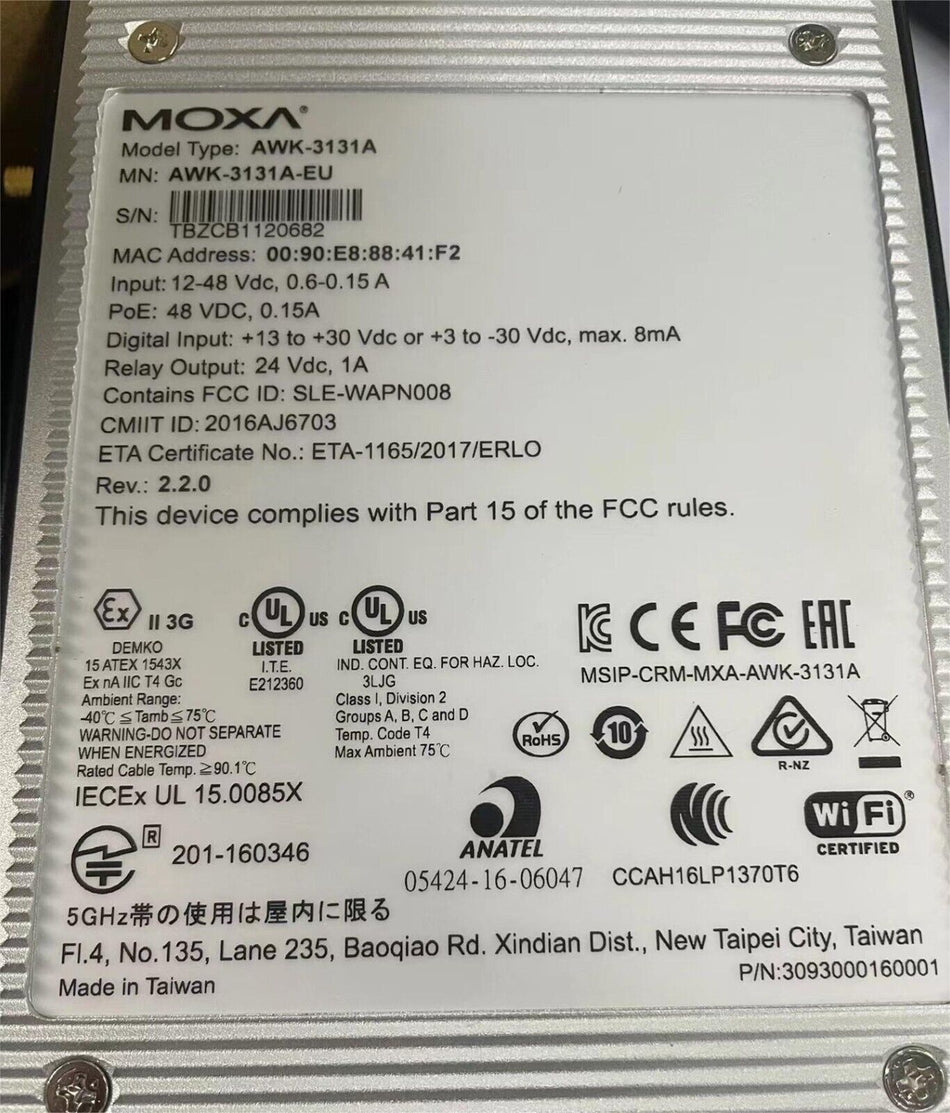 MOXA®
Model Type: AWK-3131A
MN: AWK-3131A-EU
S/N:
TBZCB1120682
MAC Address: 00:90:E8:88:41:F2
Input: 12-48 Vdc, 0.6-0.15 A
PoE: 48 VDC, 0.15A
Digital Input: +13 to +30 Vdc or +3 to -30 Vdc, max. 8mA
Relay Output: 24 Vdc, 1A
Contains FCC ID: SLE-WAPN008
CMIIT ID: 2016AJ6703
ETA Certificate No.: ETA-1165/2017/ERLO
Rev.: 2.2.0
This device complies with Part 15 of the FCC rules.
Ex II 3G
DEMKO
15 ATEX 1543X
Ex nA IIC T4 Gc
Ambient Range:
-40℃ ≦ Tamb ≦ 75℃
WARNING-DO NOT SEPARATE
WHEN ENERGIZED
Rated Cable Temp. ≧90.1℃
IECEx UL 15.0085X
C UL US
LISTED
I.T.E.
E212360
C UL US
LISTED
IND. CONT. EQ. FOR HAZ. LOC.
3LJG
Class I, Division 2
Groups A, B, C and D
Temp. Code T4
Max Ambient 75℃
KC CE FC EAC
MSIP-CRM-MXA-AWK-3131A
RoHS
10
R-NZ
R 201-160346
ANATEL
05424-16-06047
CCAH16LP1370T6
Wi Fi®
CERTIFIED
5GHz帯の使用は屋内に限る
Fl.4, No.135, Lane 235, Baoqiao Rd. Xindian Dist., New Taipei City, Taiwan
P/N:3093000160001
Made in Taiwan